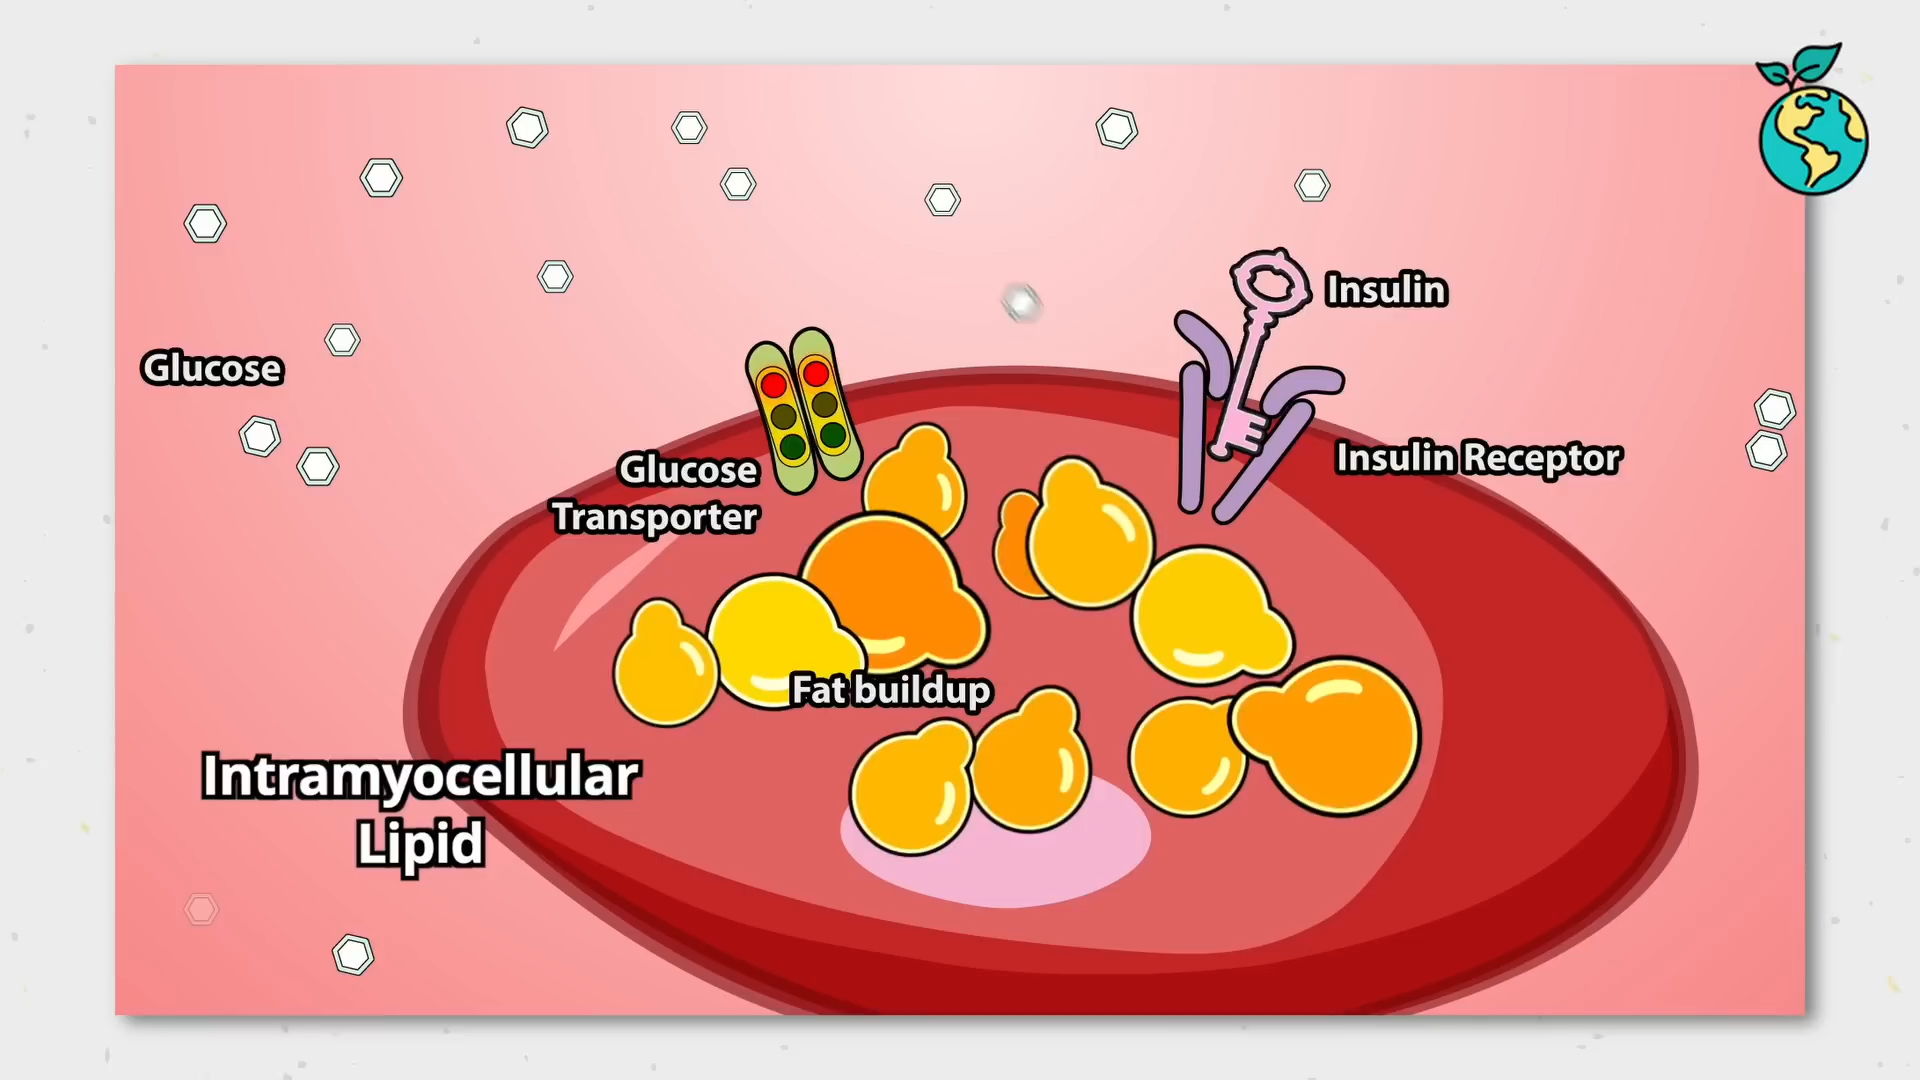 Insulin
Glucose
Insulin Receptor
Glucose
Transporter
Fat buildup
Intramyocellular
Lipid